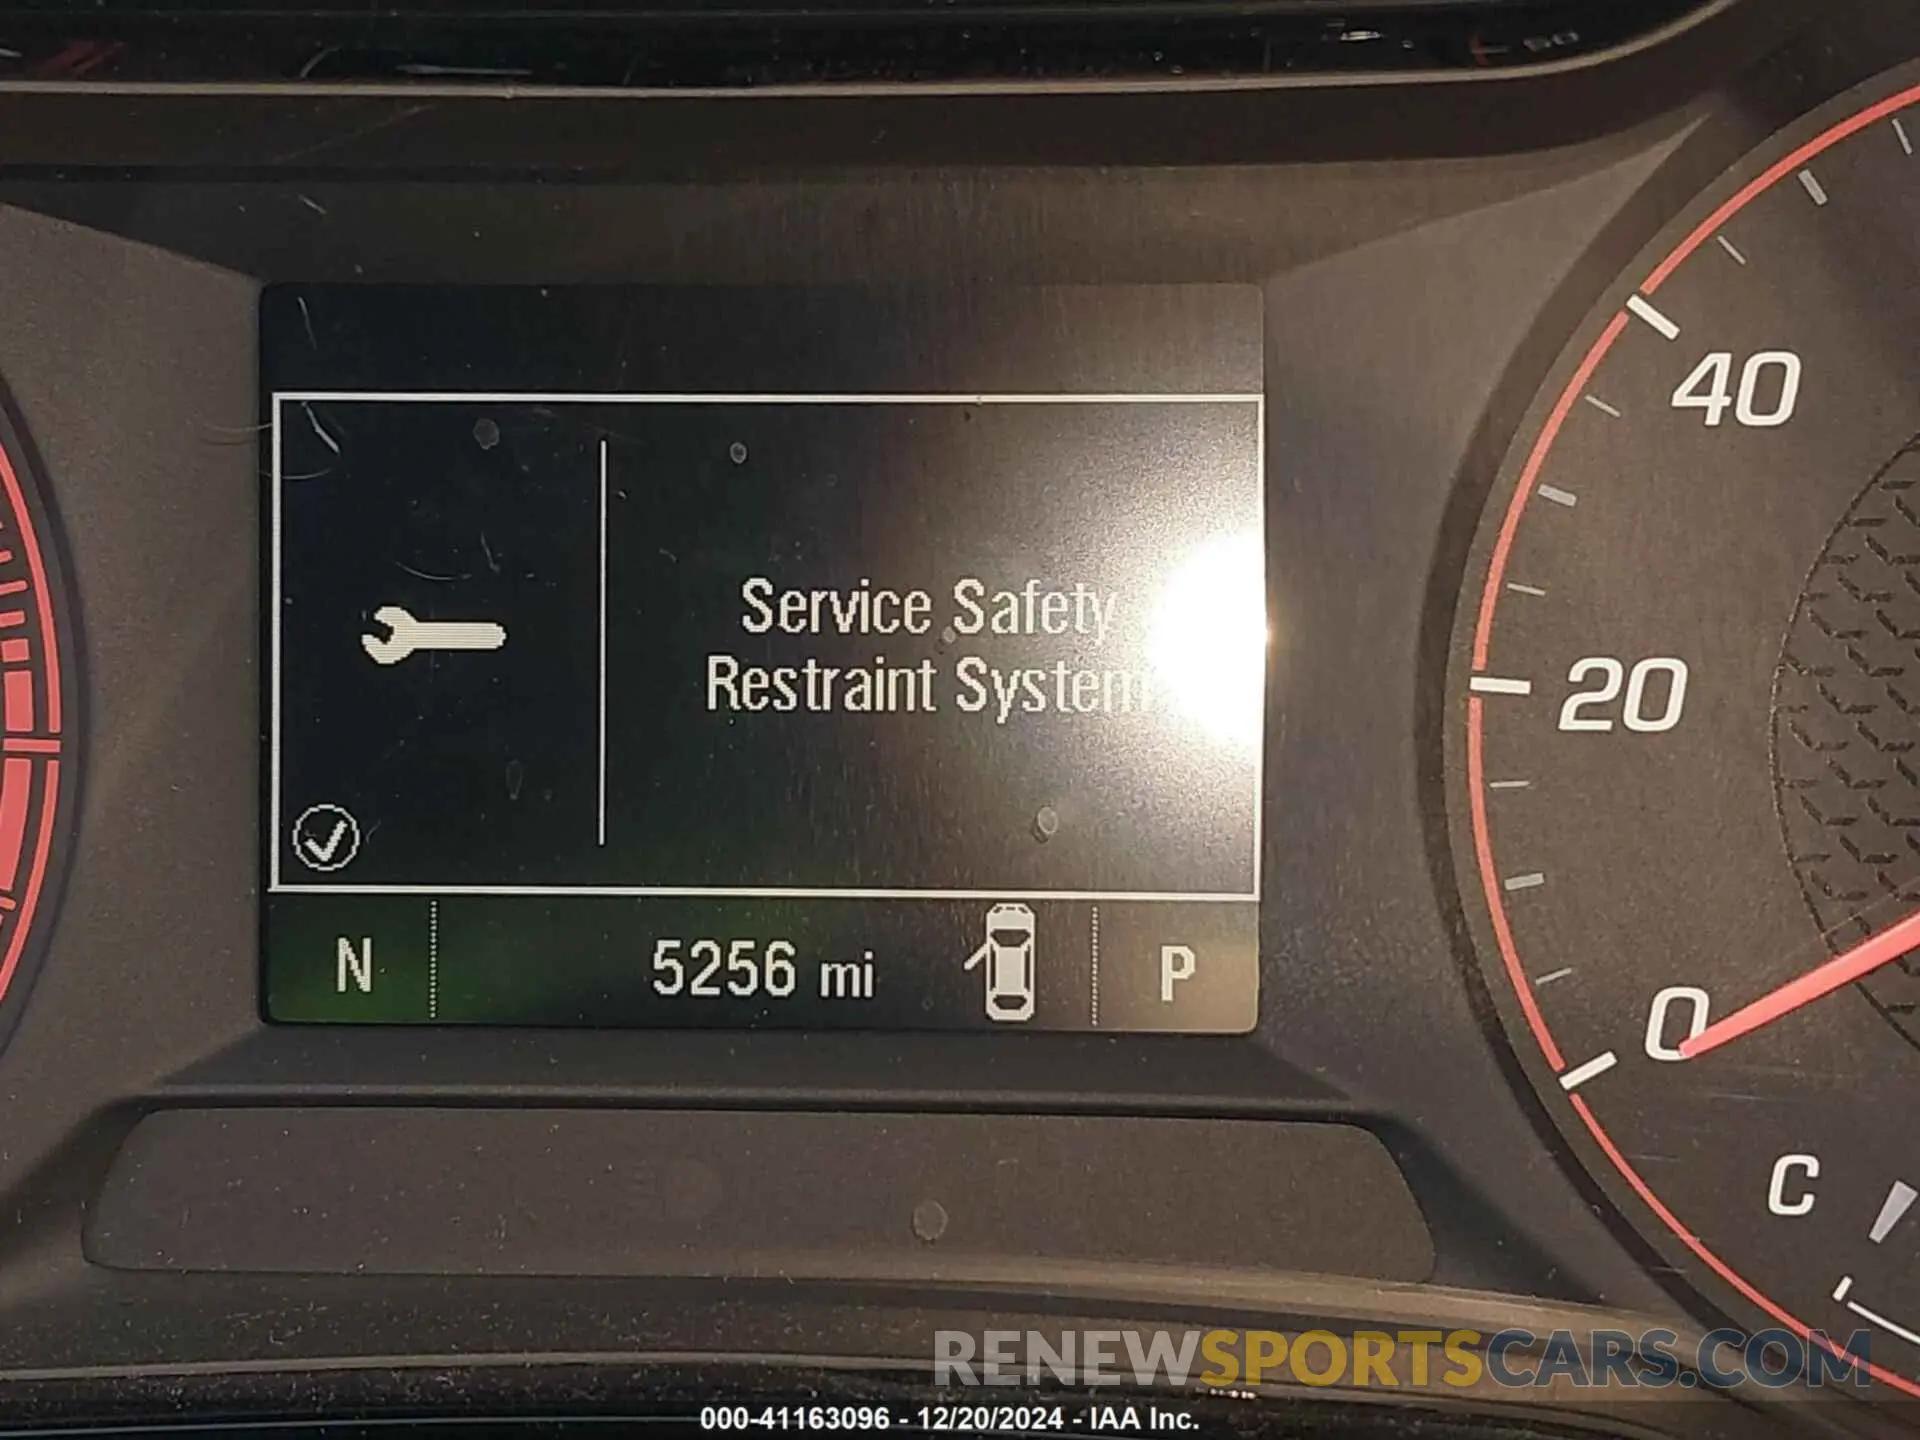 40
Service Safety
Restraint System
20
N 5256 mi P
0
C
RENEWSPORTSCARS.COM
000-41163096 - 12/20/2024 - IAA Inc.